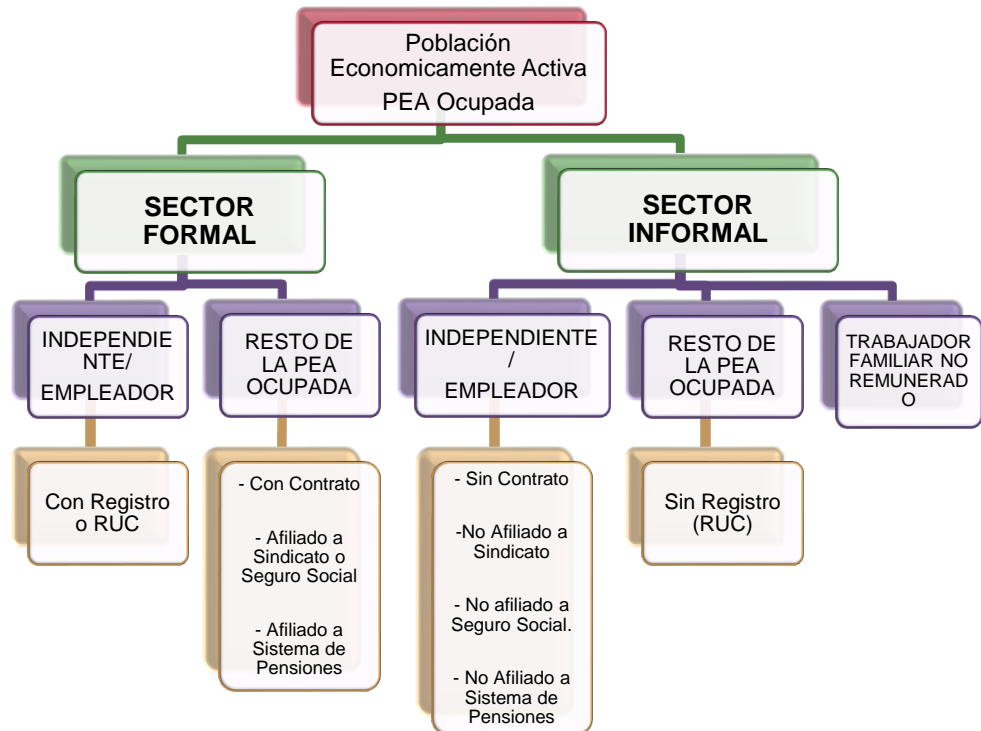 Población
Economicamente Activa
PEA Ocupada
SECTOR
FORMAL
SECTOR
INFORMAL
INDEPENDIE
NTE/
EMPLEADOR
RESTO DE
LA PEA
OCUPADA
INDEPENDIENTE
/
EMPLEADOR
RESTO DE
LA PEA
OCUPADA
TRABAJADOR
FAMILIAR NO
REMUNERAD
O
Con Registro
o RUC
- Con Contrato
- Afiliado a
Sindicato o
Seguro Social
- Afiliado a
Sistema de
Pensiones
- Sin Contrato
-No Afiliado a
Sindicato
- No afiliado a
Seguro Social.
- No Afiliado a
Sistema de
Pensiones
Sin Registro
(RUC)